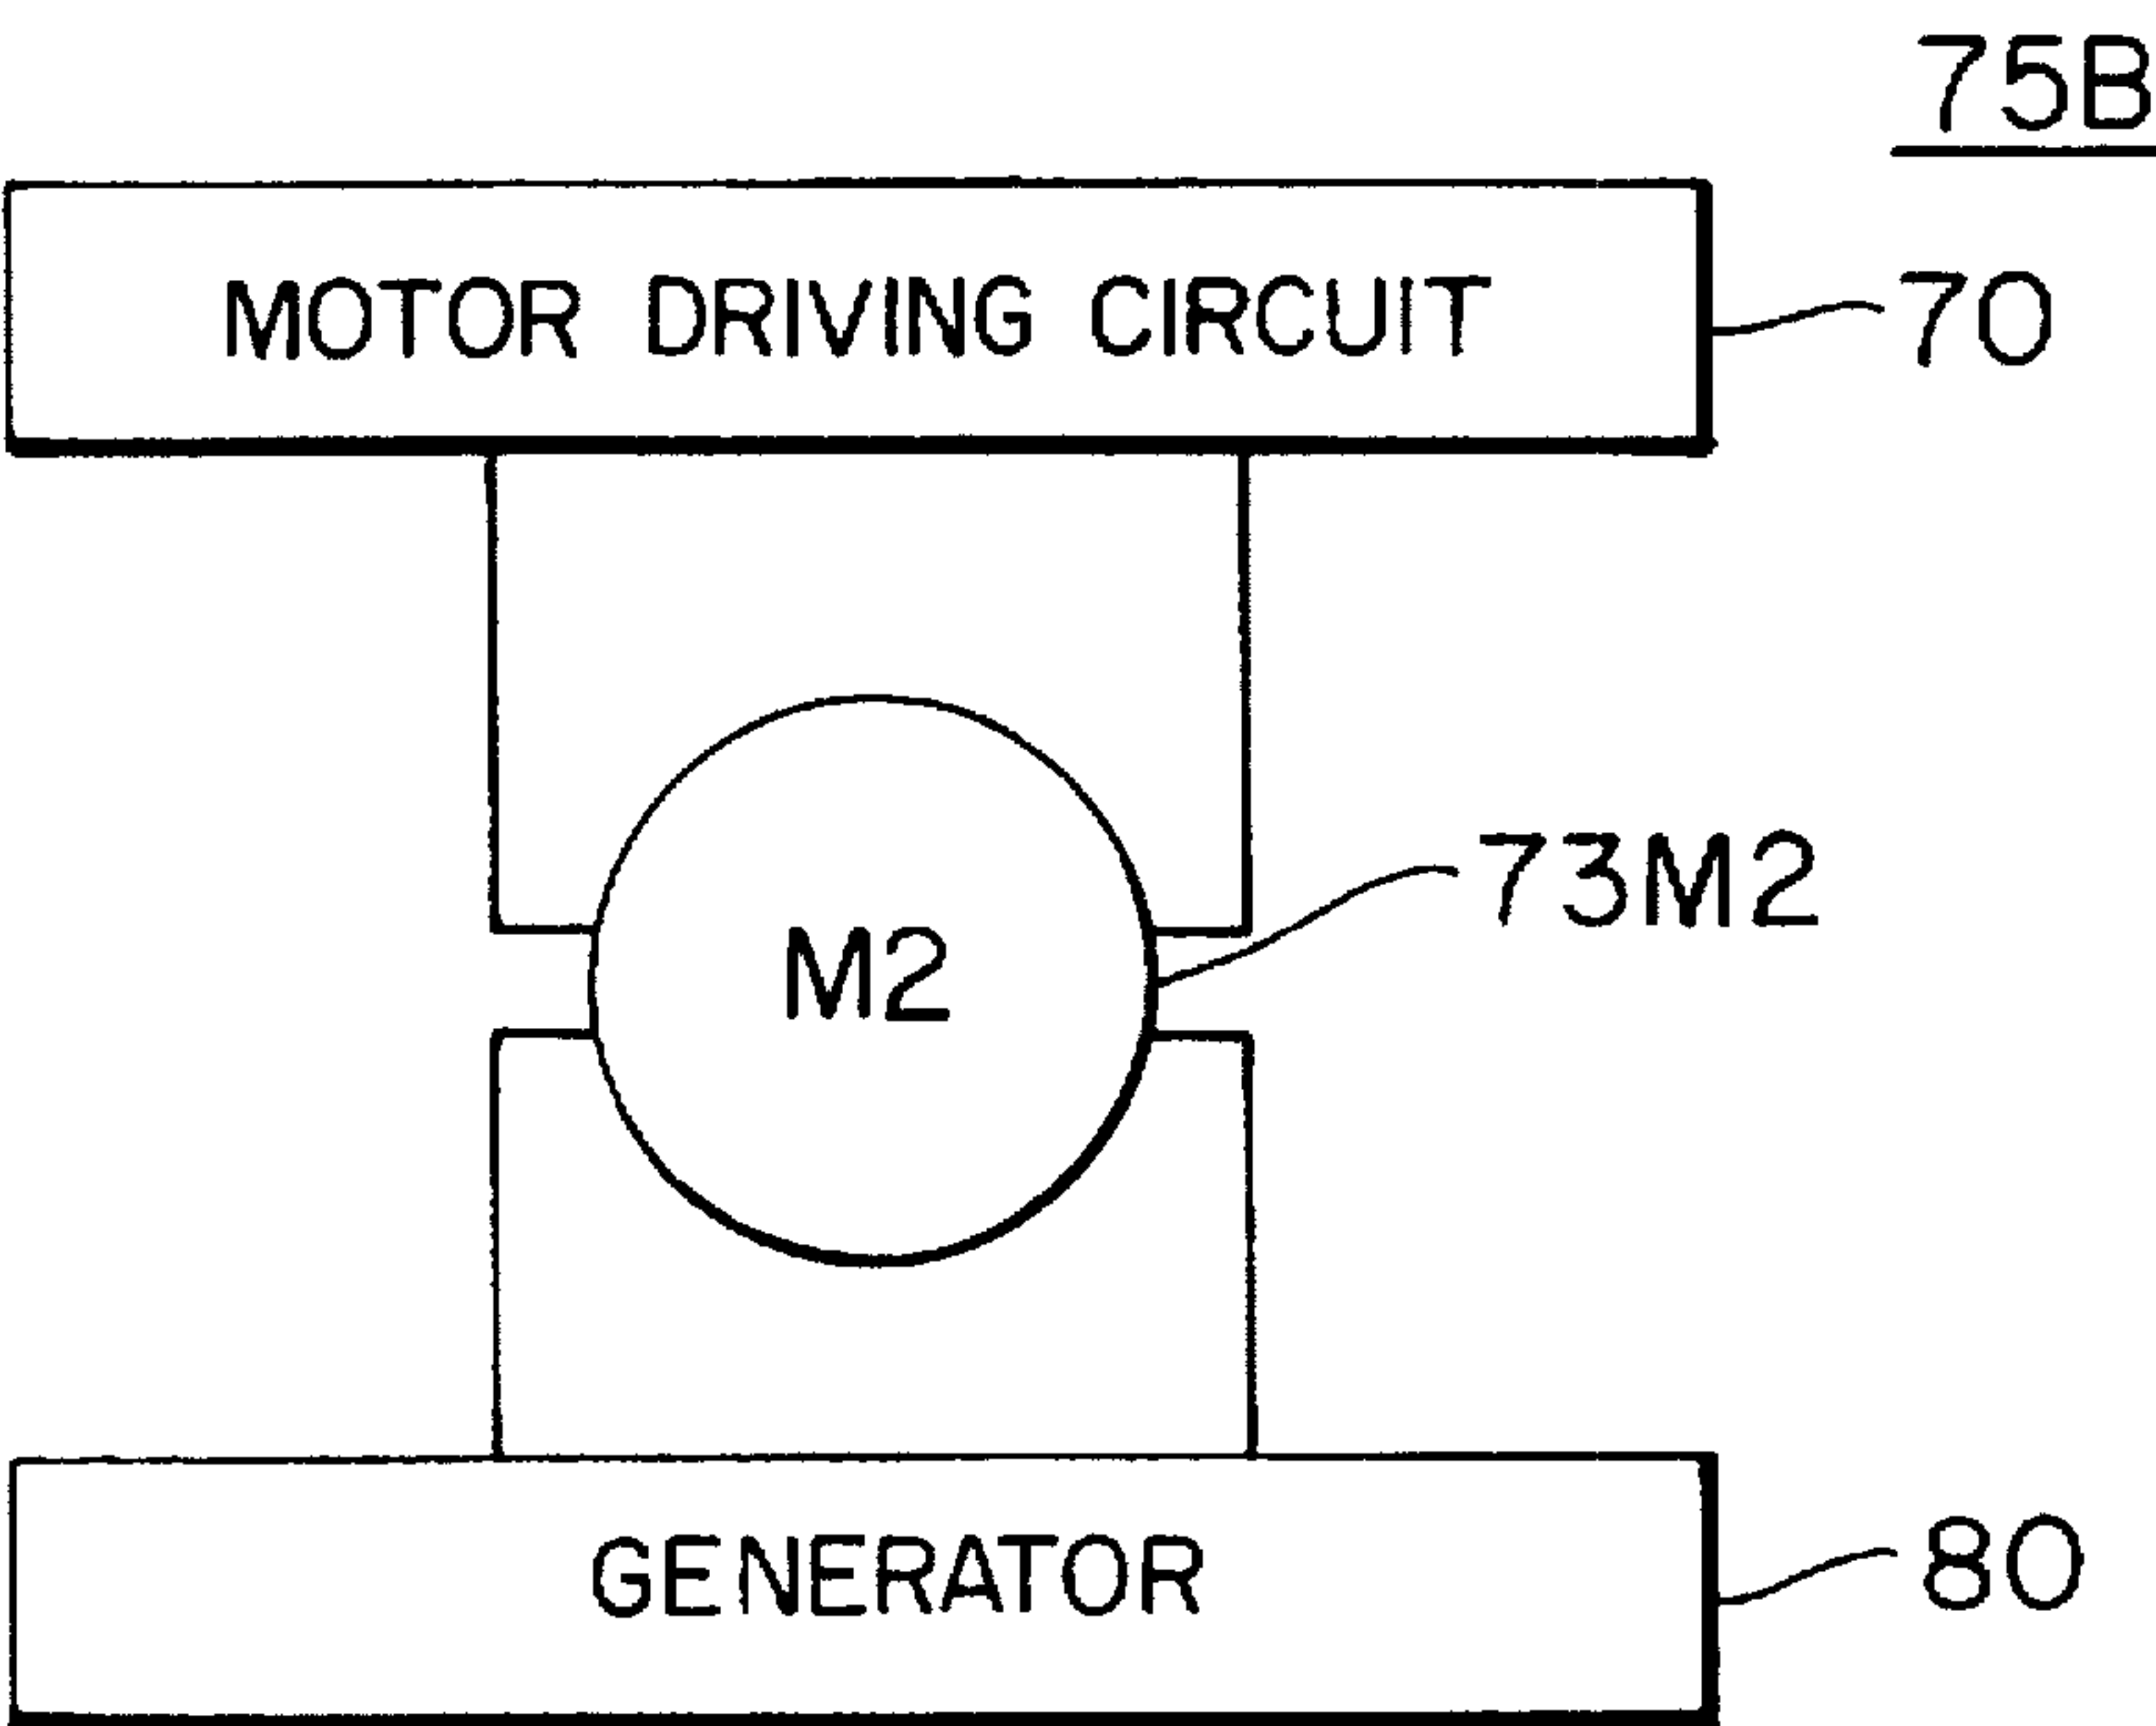 75B
MOTOR DRIVING CIRCUIT
70
73M2
M2
GENERATOR
80